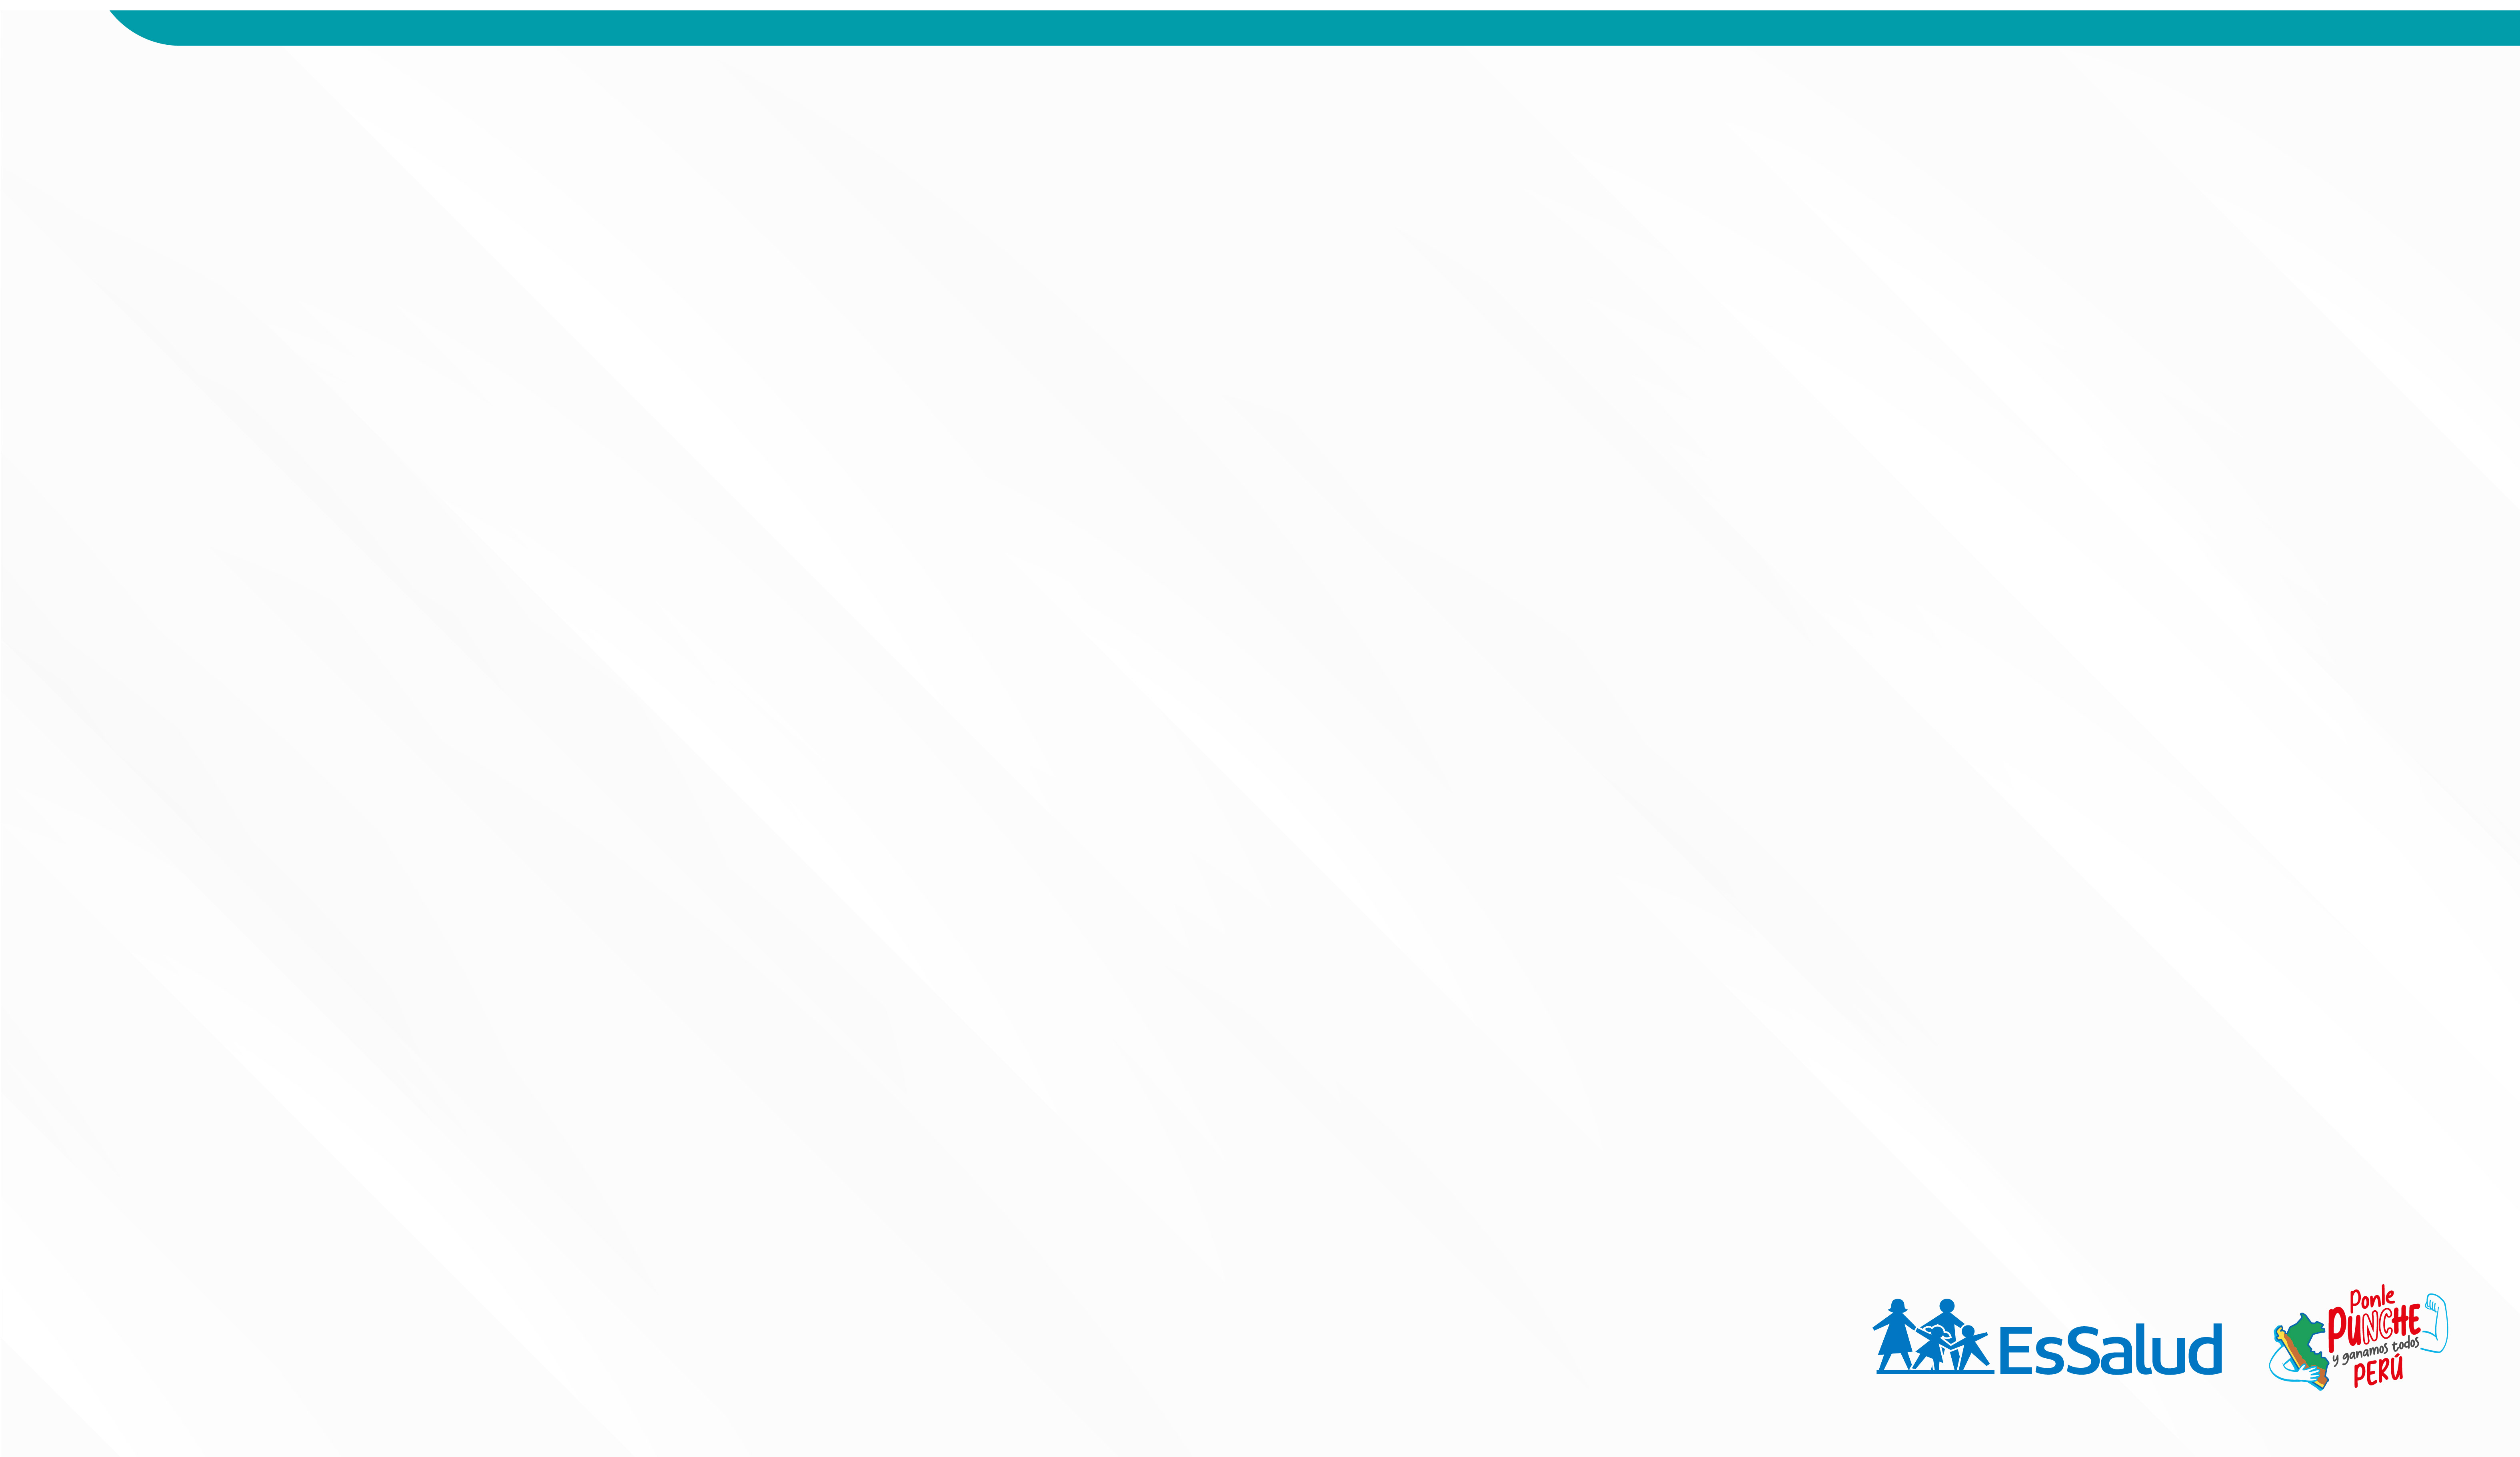 EsSalud
Ponle
PUNCHE
y ganamos todos
PERÚ